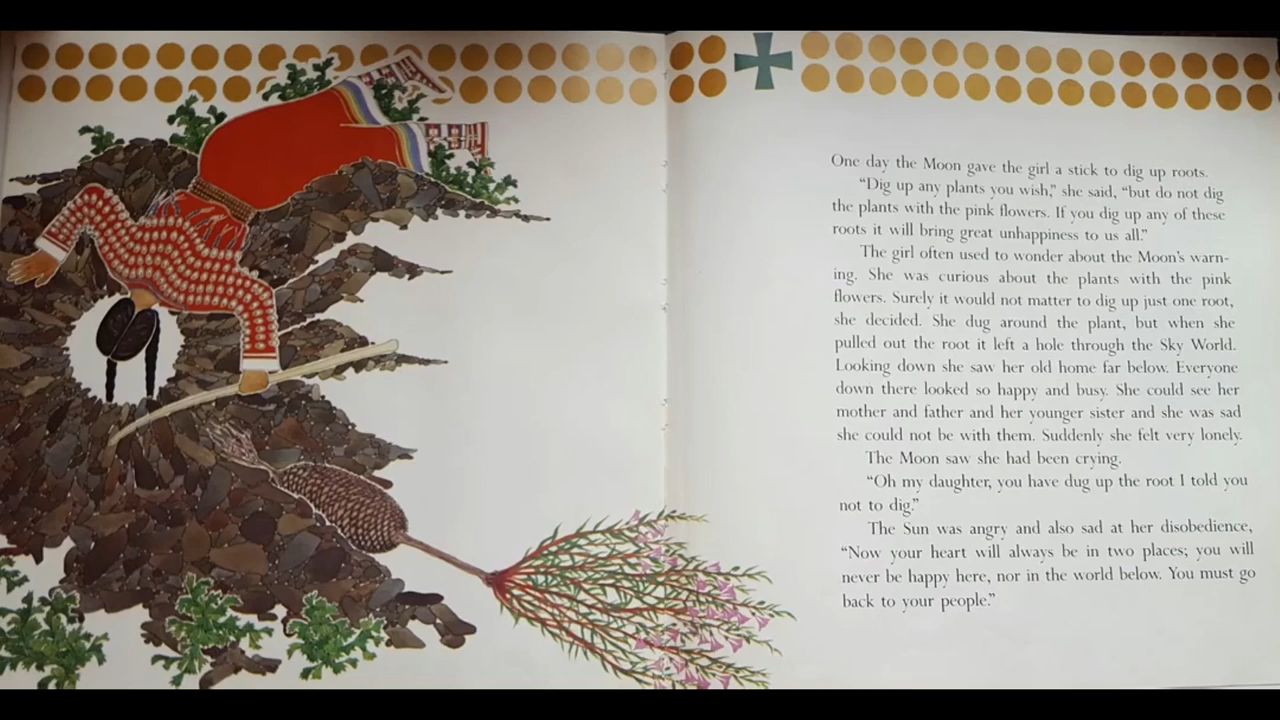 One day the Moon gave the girl a stick to dig up roots.
“Dig up any plants you wish,” she said, “but do not dig
the plants with the pink flowers. If you dig up any of these
roots it will bring great unhappiness to us all.”
The girl often used to wonder about the Moon’s warn-
ing. She was curious about the plants with the pink
flowers. Surely it would not matter to dig up just one root,
she decided. She dug around the plant, but when she
pulled out the root it left a hole through the Sky World.
Looking down she saw her old home far below. Everyone
down there looked so happy and busy. She could see her
mother and father and her younger sister and she was sad
she could not be with them. Suddenly she felt very lonely.
The Moon saw she had been crying.
“Oh my daughter, you have dug up the root I told you
not to dig.”
The Sun was angry and also sad at her disobedience,
“Now your heart will always be in two places; you will
never be happy here, nor in the world below. You must go
back to your people.”